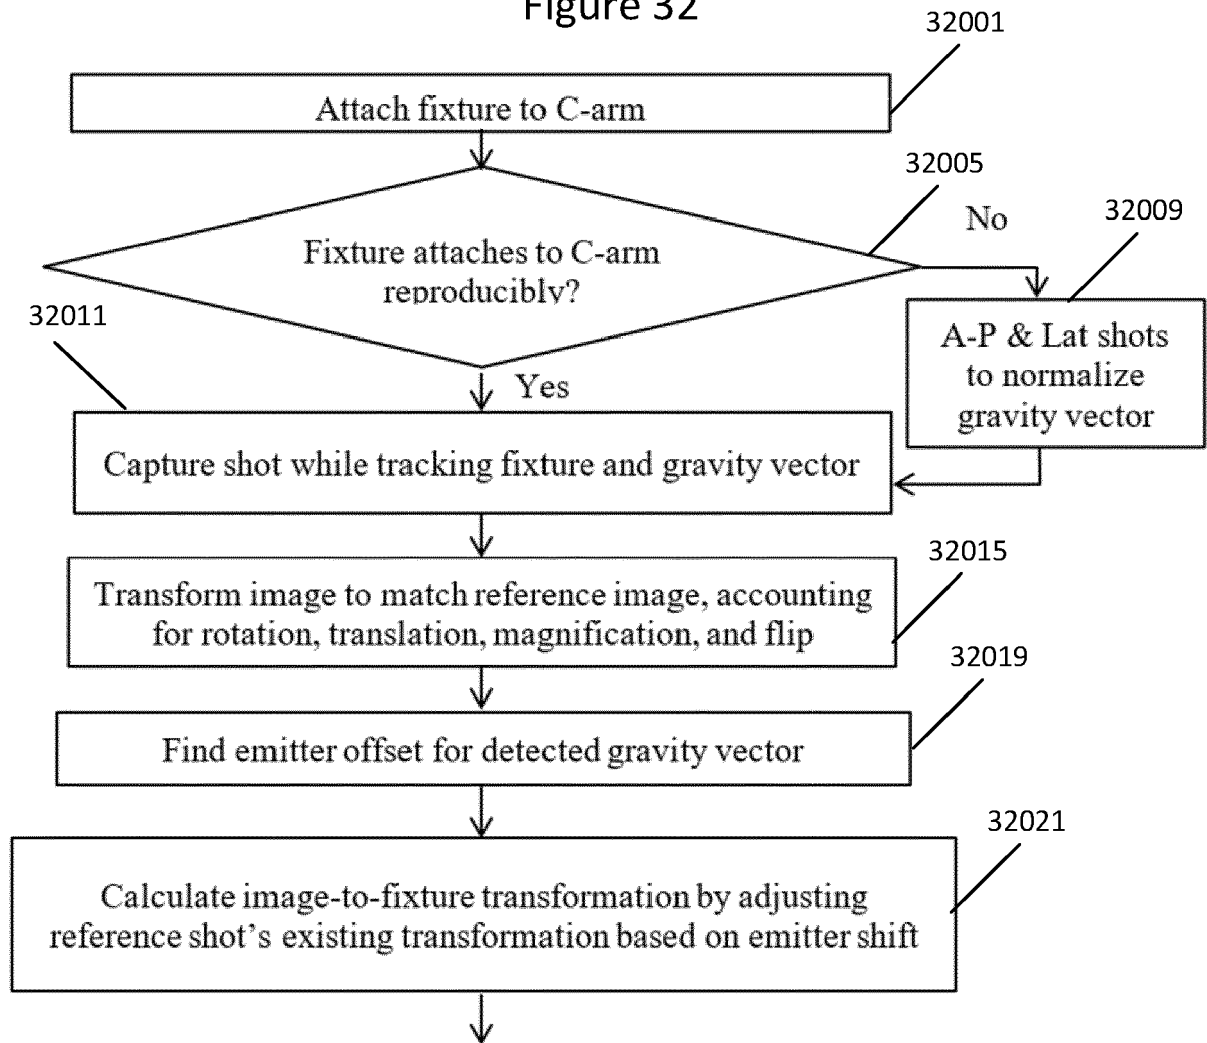 Figure 32
32001
Attach fixture to C-arm
32005
No
32009
Fixture attaches to C-arm
reproducibly?
32011
A-P & Lat shots
to normalize
gravity vector
Yes
Capture shot while tracking fixture and gravity vector
32015
Transform image to match reference image, accounting
for rotation, translation, magnification, and flip
32019
Find emitter offset for detected gravity vector
32021
Calculate image-to-fixture transformation by adjusting
reference shot's existing transformation based on emitter shift